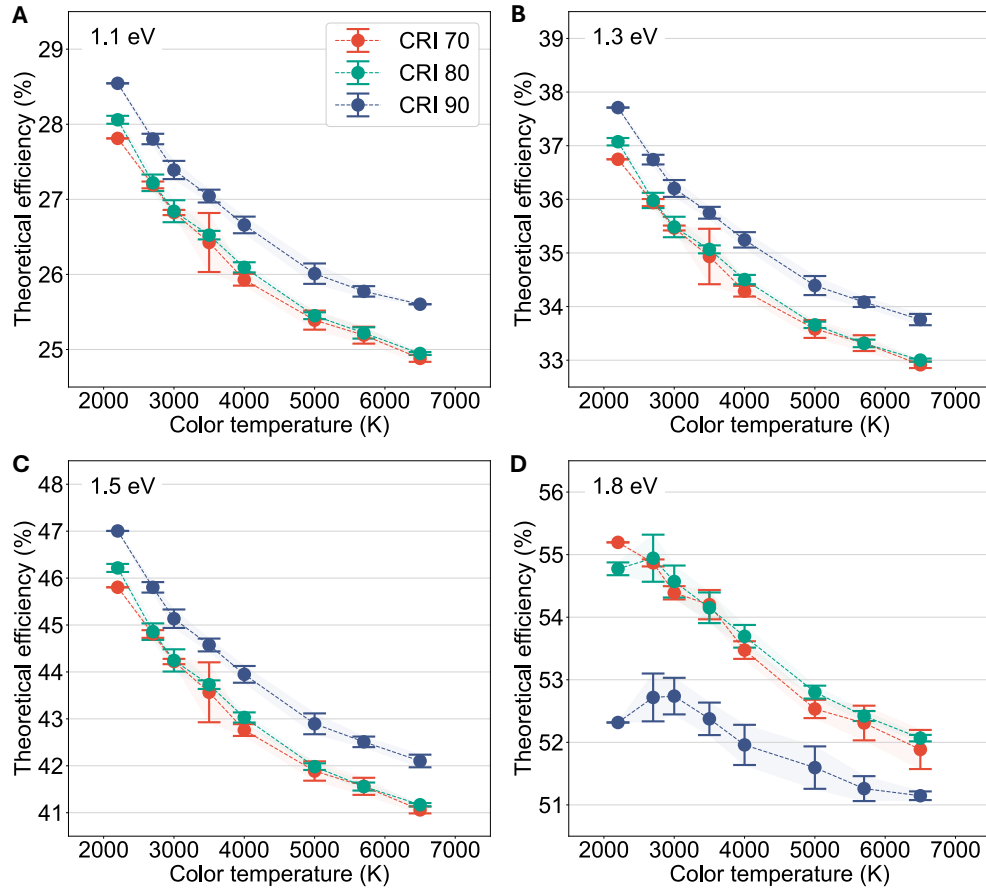 A
1.1 eV
CRI 70
CRI 80
CRI 90
Theoretical efficiency (%)
29
28
27
26
25
2000 3000 4000 5000 6000 7000
Color temperature (K)
B
1.3 eV
Theoretical efficiency (%)
39
38
37
36
35
34
33
2000 3000 4000 5000 6000 7000
Color temperature (K)
C
1.5 eV
Theoretical efficiency (%)
48
47
46
45
44
43
42
41
2000 3000 4000 5000 6000 7000
Color temperature (K)
D
1.8 eV
Theoretical efficiency (%)
56
55
54
53
52
51
2000 3000 4000 5000 6000 7000
Color temperature (K)